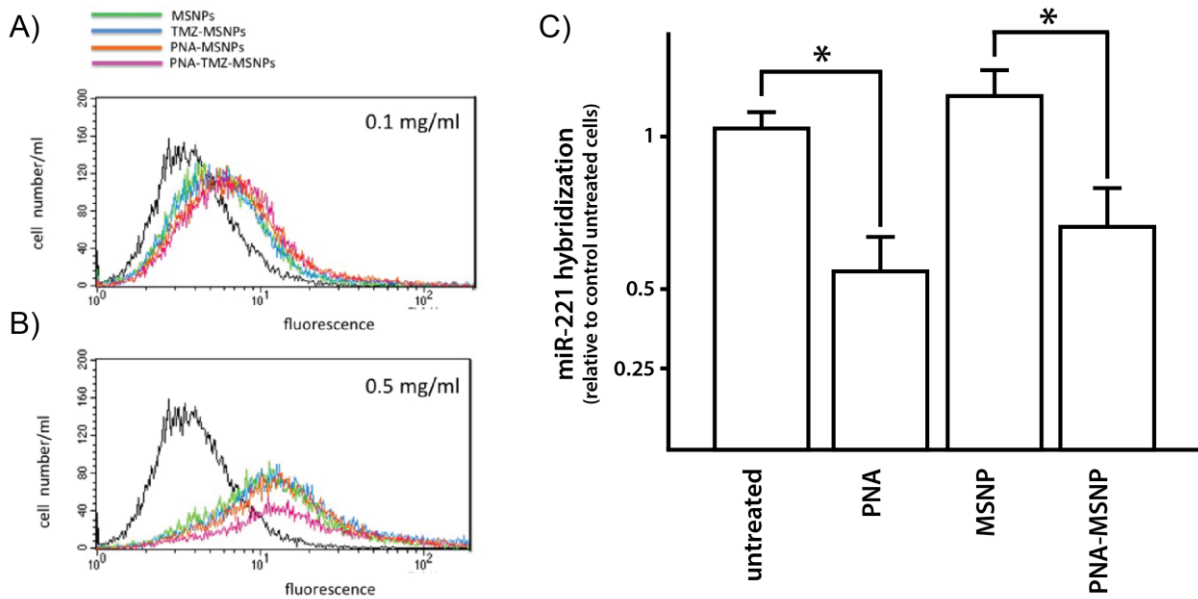 A)
MSNPs
TMZ-MSNPs
PNA-MSNPs
PNA-TMZ-MSNPs
0.1 mg/ml
cell number/ml
200
160
120
80
40
0
10⁰
10¹
10²
fluorescence
B)
0.5 mg/ml
cell number/ml
200
160
120
80
40
0
10⁰
10¹
10²
fluorescence
C)
*
*
miR-221 hybridization
(relative to control untreated cells)
1
0.5
0.25
untreated
PNA
MSNP
PNA-MSNP